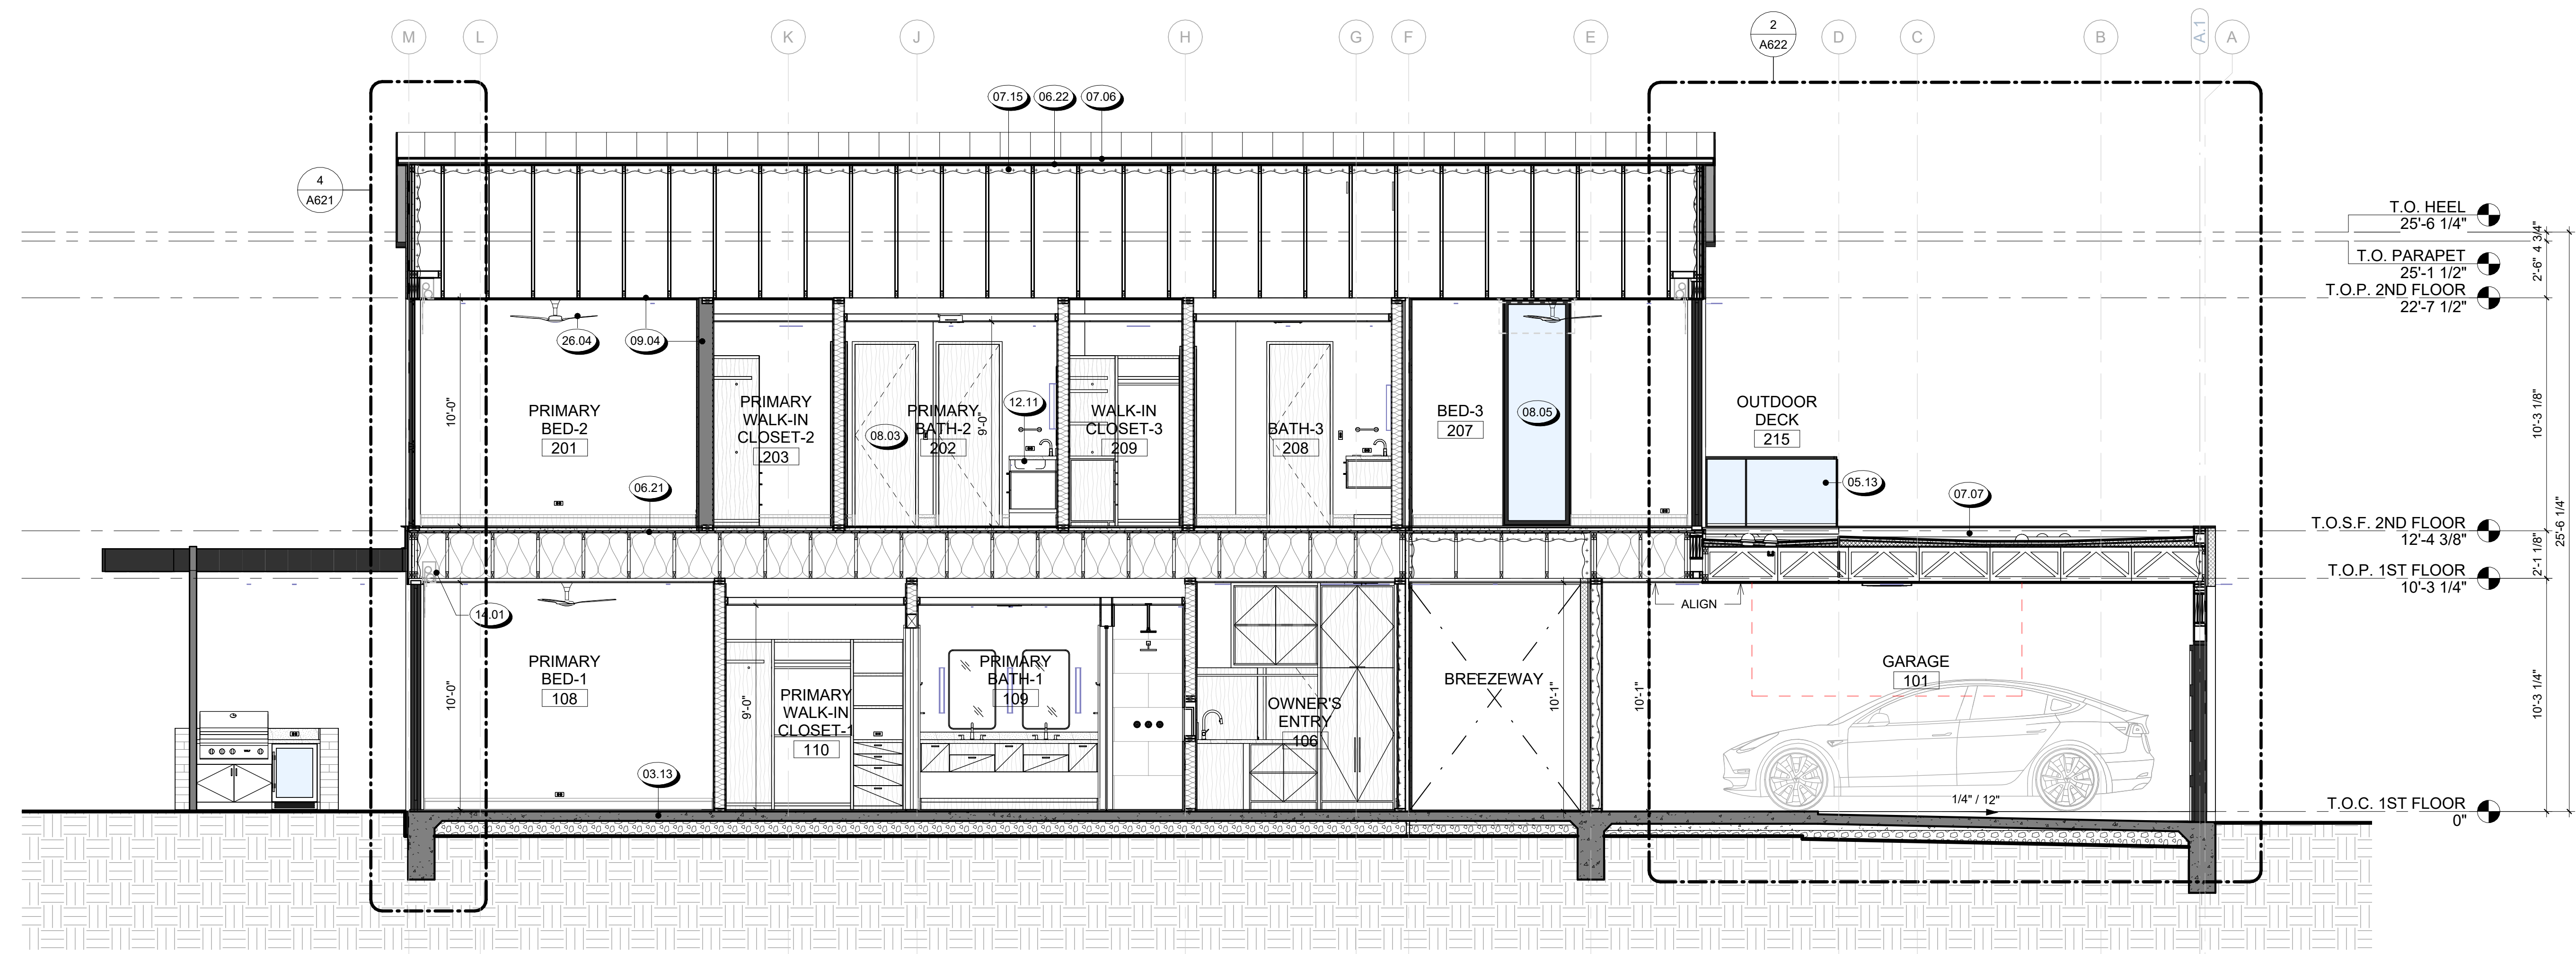 M
L
K
J
H
G
F
E
2
A622
D
C
B
A.1
A
07.15
06.22
07.06
4
A621
T.O. HEEL
25'-6 1/4"
4 3/4"
T.O. PARAPET
25'-1 1/2"
2'-6"
T.O.P. 2ND FLOOR
22'-7 1/2"
26.04
09.04
10'-0"
PRIMARY
BED-2
201
PRIMARY
WALK-IN
CLOSET-2
203
08.03
PRIMARY
BATH-2
202
9'-0"
12.11
WALK-IN
CLOSET-3
209
BATH-3
208
BED-3
207
08.05
OUTDOOR
DECK
215
10'-3 1/8"
06.21
05.13
07.07
T.O.S.F. 2ND FLOOR
12'-4 3/8"
25'-6 1/4"
2'-1 1/8"
T.O.P. 1ST FLOOR
10'-3 1/4"
14.01
ALIGN
10'-0"
PRIMARY
BED-1
108
9'-0"
PRIMARY
WALK-IN
CLOSET-1
110
PRIMARY
BATH-1
109
OWNER'S
ENTRY
106
BREEZEWAY
10'-1"
10'-1"
GARAGE
101
10'-3 1/4"
03.13
1/4" / 12"
T.O.C. 1ST FLOOR
0"